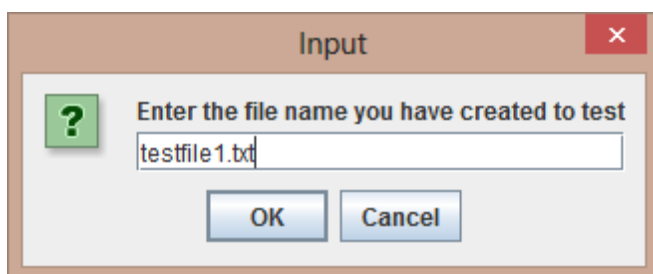 Input
Enter the file name you have created to test
testfile1.txt
OK Cancel